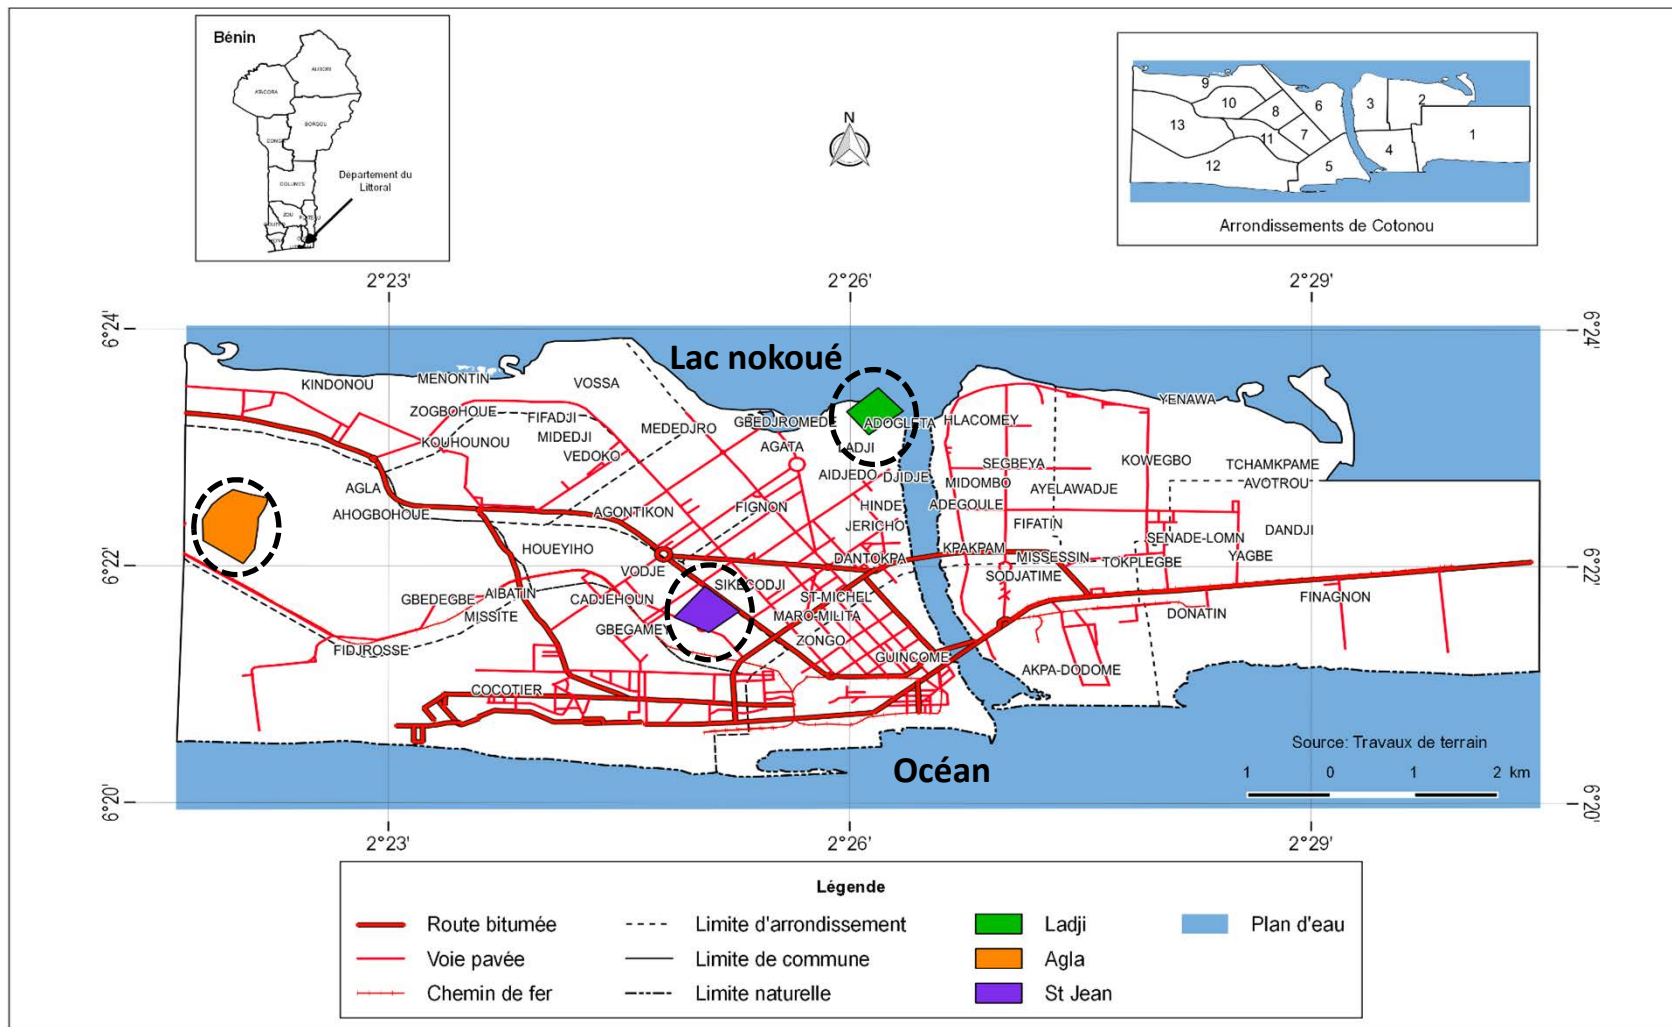 Bénin
ALIBORI
ATACORA
BORGOU
DONGA
COLLINES
Département du
Littoral
ZOU
PLATEAU
N
9
10
8
6
3
2
13
11
7
1
12
5
4
Arrondissements de Cotonou
2°23'
2°26'
2°29'
6°24'
6°24'
Lac nokoué
KINDONOU
MENONTIN
VOSSA
YENAWA
ZOGBOHOUE
FIFADJI
MEDEDJRO
GBEDJROMEDE
ADOGLETA
HLACOMEY
KOUHOUNOU
MIDEDJI
VEDOKO
AGATA
LADJI
SEGBEYA
KOWEGBO
TCHAMKPAME
AIDJEDO
DJIDJE
MIDOMBO
AYELAWADJE
AVOTROU
AGLA
AHOGBOHOUE
AGONTIKON
FIGNON
HINDE
ADEGOULE
JERICHO
FIFATIN
SENADE-LOMN
DANDJI
HOUEYIHO
DANTOKPA
KPAKPAM
MISSESSIN
TOKPLEGBE
YAGBE
6°22'
6°22'
VODJE
SIKECODJI
SODJATIME
GBEDEGBE
AIBATIN
CADJEHOUN
ST-MICHEL
FINAGNON
MISSITE
GBEGAMEY
MARO-MILITA
DONATIN
FIDJROSSE
ZONGO
GUINCOME
AKPA-DODOME
COCOTIER
Océan
Source: Travaux de terrain
1 0 1 2 km
6°20'
6°20'
2°23'
2°26'
2°29'
Légende
Route bitumée
Limite d'arrondissement
Ladji
Plan d'eau
Voie pavée
Limite de commune
Agla
Chemin de fer
Limite naturelle
St Jean